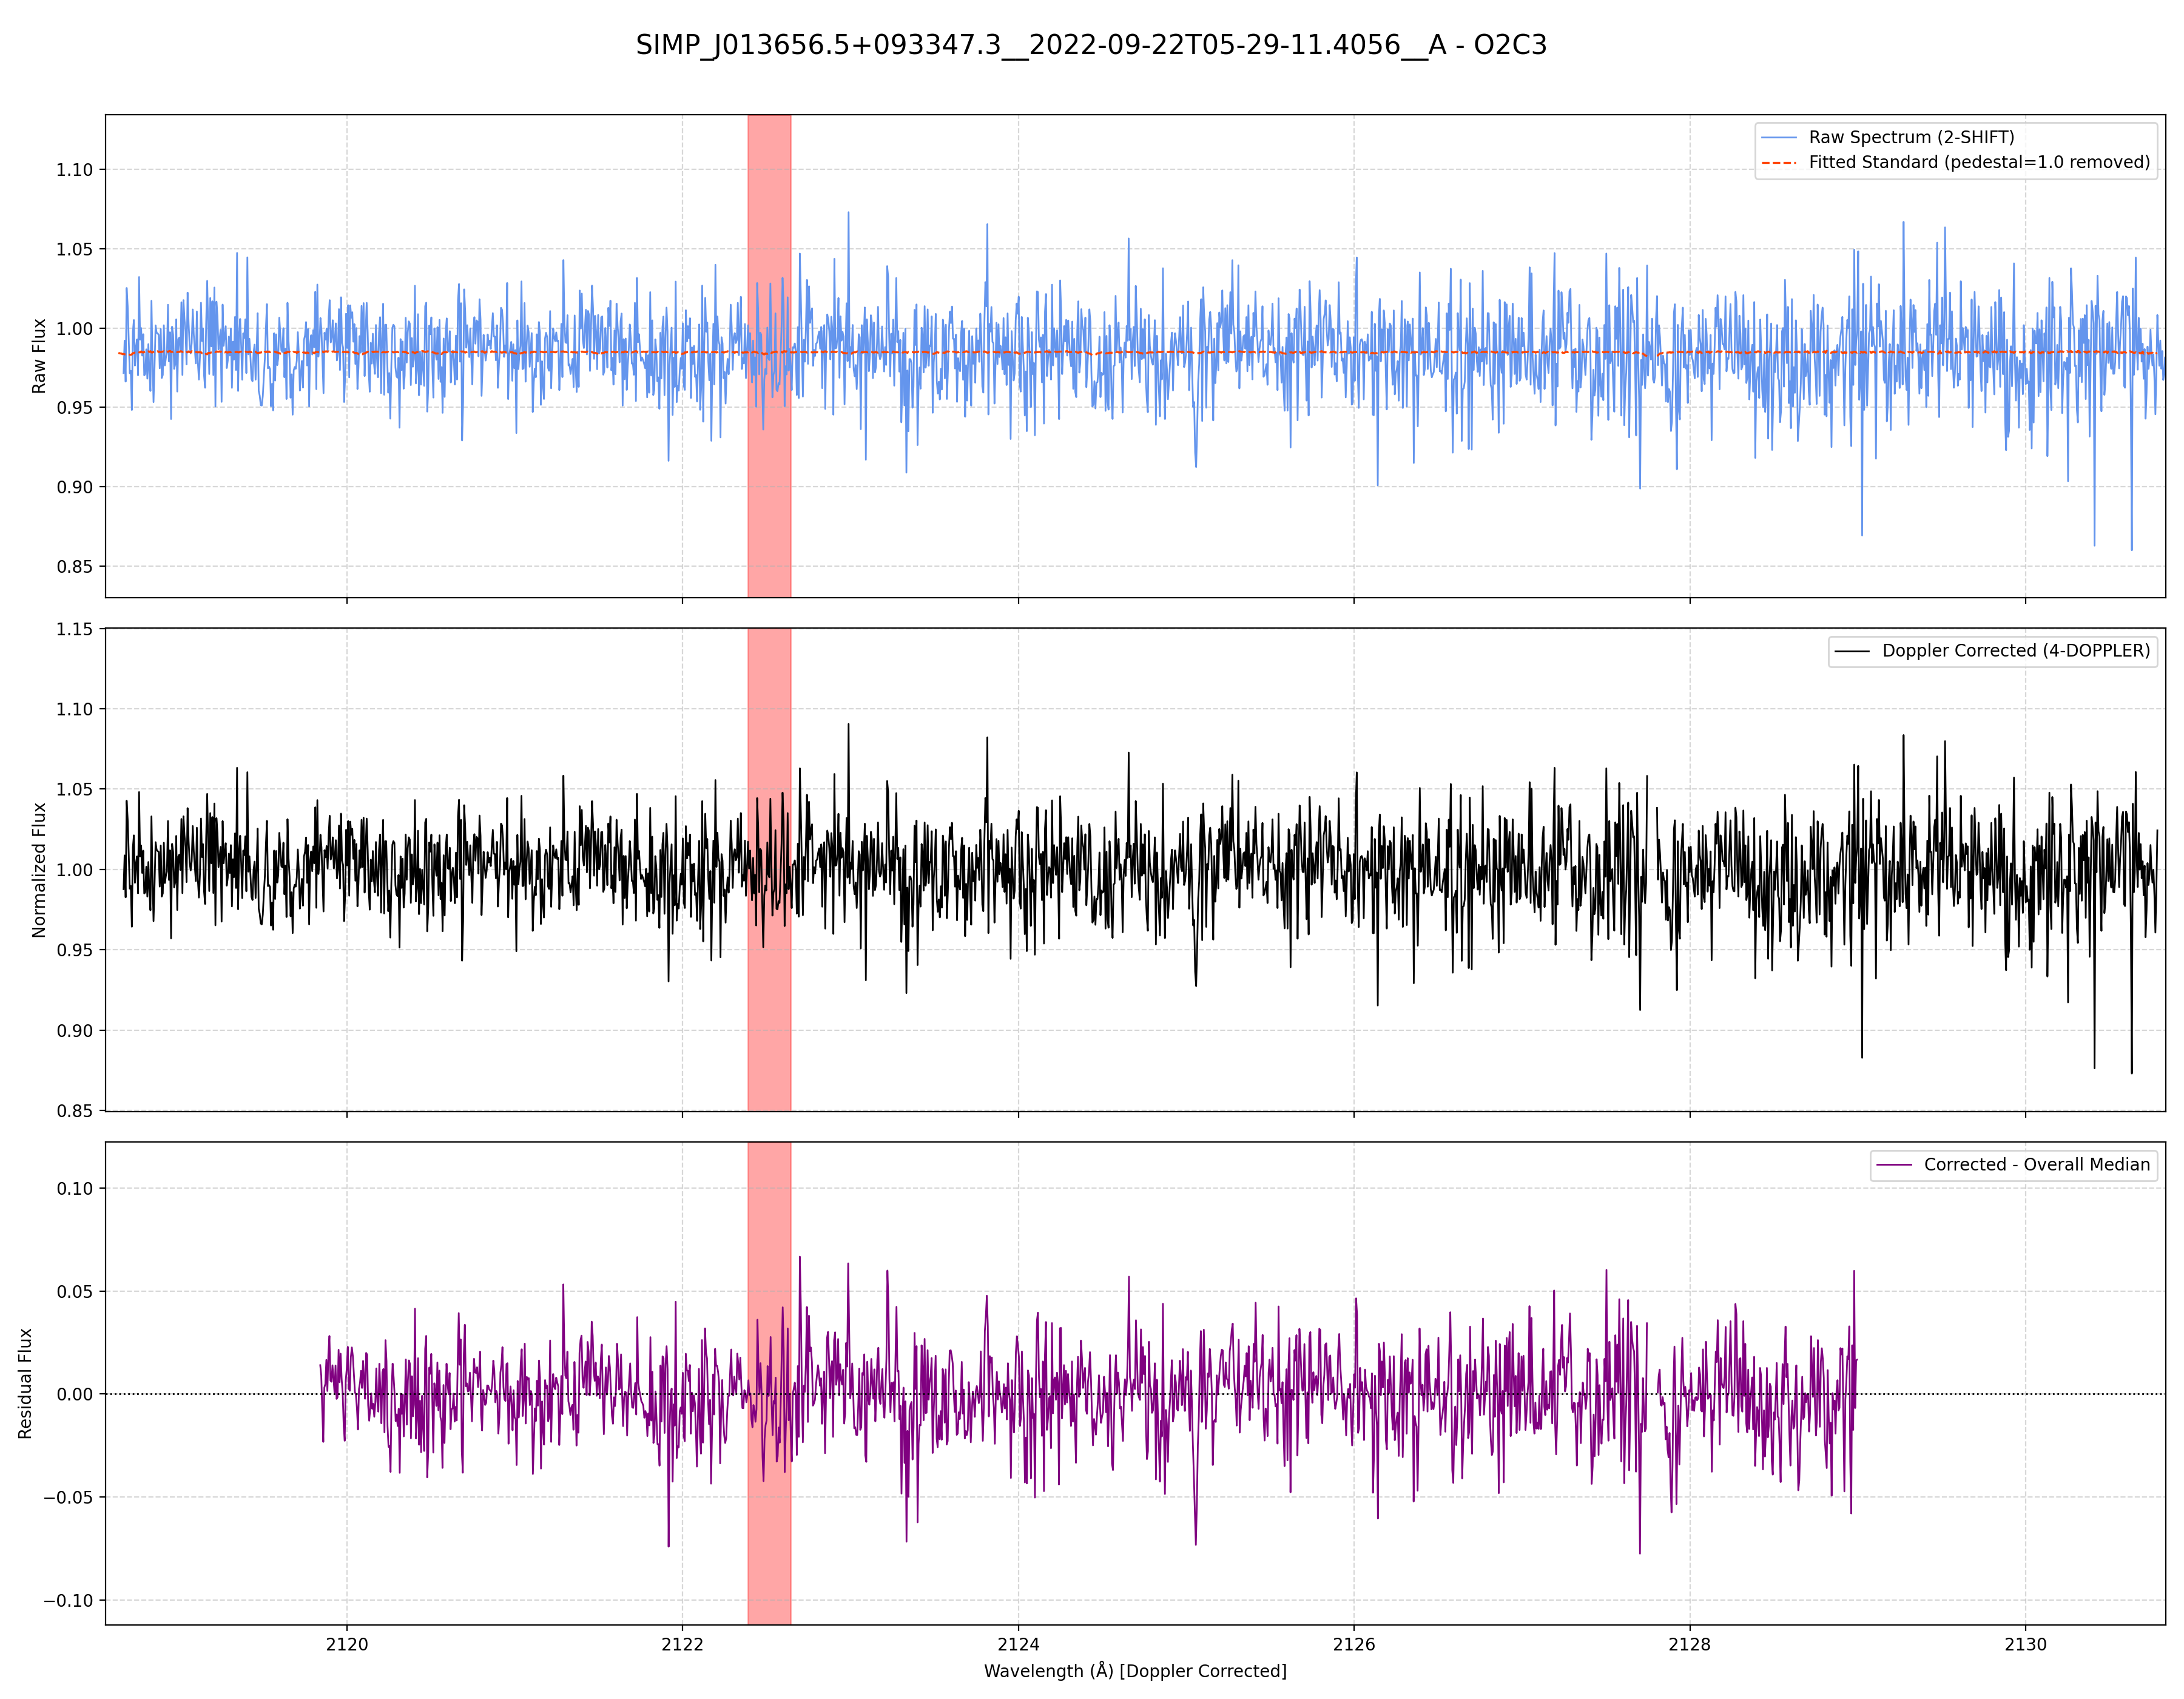 SIMP_J013656.5+093347.3__2022-09-22T05-29-11.4056__A - O2C3
Raw Flux
1.10
1.05
1.00
0.95
0.90
0.85
Raw Spectrum (2-SHIFT)
Fitted Standard (pedestal=1.0 removed)
Normalized Flux
1.15
1.10
1.05
1.00
0.95
0.90
0.85
Doppler Corrected (4-DOPPLER)
Residual Flux
0.10
0.05
0.00
−0.05
−0.10
Corrected - Overall Median
2120 2122 2124 2126 2128 2130
Wavelength (Å) [Doppler Corrected]